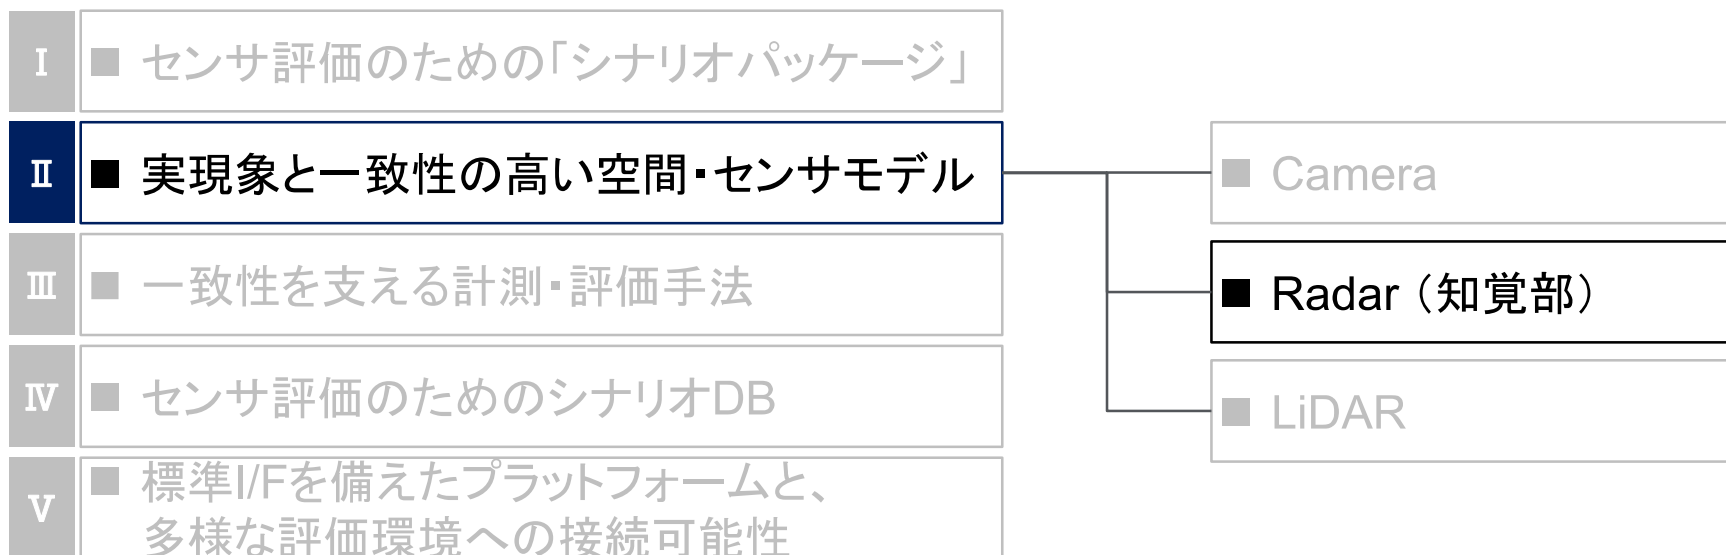 Ⅰ ■ センサ評価のための「シナリオパッケージ」
Ⅱ ■ 実現象と一致性の高い空間・センサモデル
■ Camera
■ Radar（知覚部）
■ LiDAR
Ⅲ ■ 一致性を支える計測・評価手法
Ⅳ ■ センサ評価のためのシナリオDB
Ⅴ ■ 標準I/Fを備えたプラットフォームと、
多様な評価環境への接続可能性